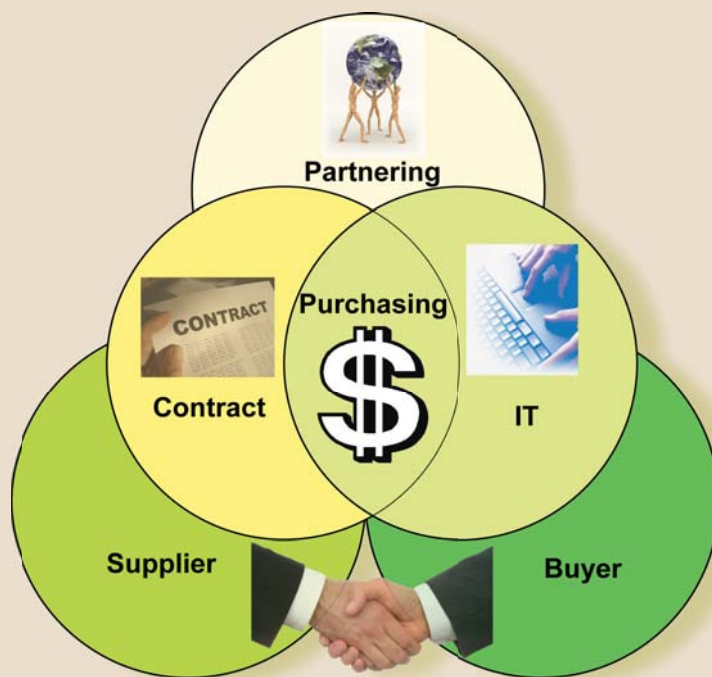 Partnering
Purchasing
CONTRACT
Contract
IT
Supplier
Buyer